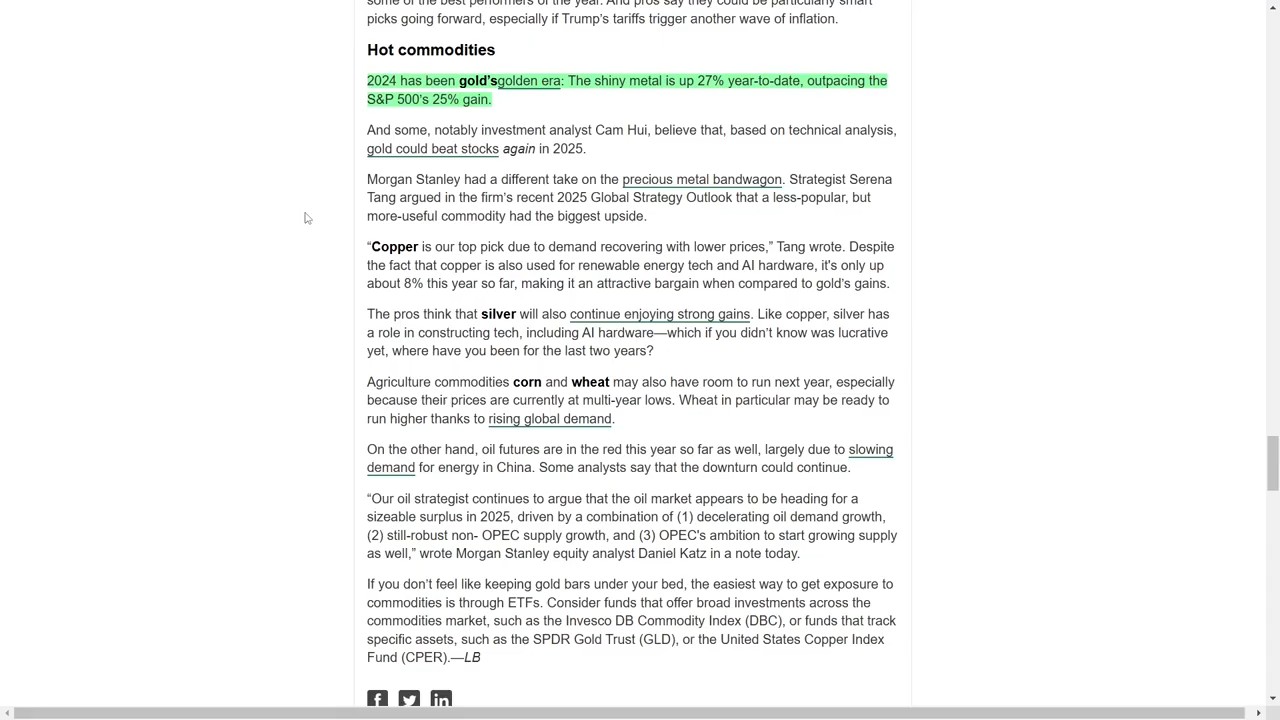 some of the best performers of the year. And pros say they could be particularly smart
picks going forward, especially if Trump's tariffs trigger another wave of inflation.
Hot commodities
2024 has been gold'sgolden era: The shiny metal is up 27% year-to-date, outpacing the
S&P 500's 25% gain.
And some, notably investment analyst Cam Hui, believe that, based on technical analysis,
gold could beat stocks again in 2025.
Morgan Stanley had a different take on the precious metal bandwagon. Strategist Serena
Tang argued in the firm's recent 2025 Global Strategy Outlook that a less-popular, but
more-useful commodity had the biggest upside.
“Copper is our top pick due to demand recovering with lower prices,” Tang wrote. Despite
the fact that copper is also used for renewable energy tech and AI hardware, it's only up
about 8% this year so far, making it an attractive bargain when compared to gold's gains.
The pros think that silver will also continue enjoying strong gains. Like copper, silver has
a role in constructing tech, including AI hardware—which if you didn't know was lucrative
yet, where have you been for the last two years?
Agriculture commodities corn and wheat may also have room to run next year, especially
because their prices are currently at multi-year lows. Wheat in particular may be ready to
run higher thanks to rising global demand.
On the other hand, oil futures are in the red this year so far as well, largely due to slowing
demand for energy in China. Some analysts say that the downturn could continue.
“Our oil strategist continues to argue that the oil market appears to be heading for a
sizeable surplus in 2025, driven by a combination of (1) decelerating oil demand growth,
(2) still-robust non- OPEC supply growth, and (3) OPEC's ambition to start growing supply
as well,” wrote Morgan Stanley equity analyst Daniel Katz in a note today.
If you don't feel like keeping gold bars under your bed, the easiest way to get exposure to
commodities is through ETFs. Consider funds that offer broad investments across the
commodities market, such as the Invesco DB Commodity Index (DBC), or funds that track
specific assets, such as the SPDR Gold Trust (GLD), or the United States Copper Index
Fund (CPER).—LB